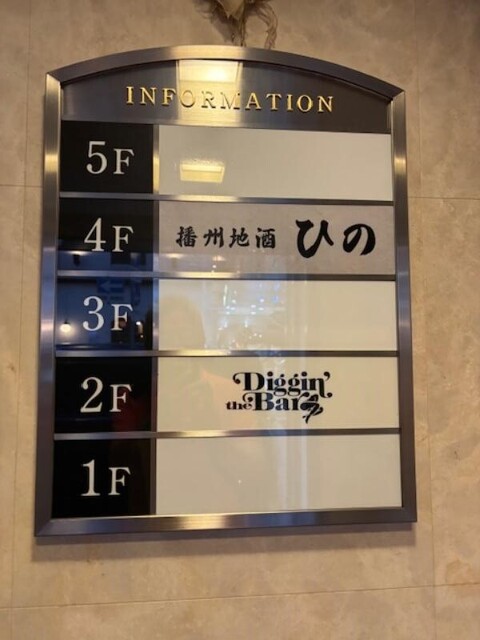 INFORMATION
5F
4F 播州地酒 ひの
3F
2F Diggin'
the Bar
1F